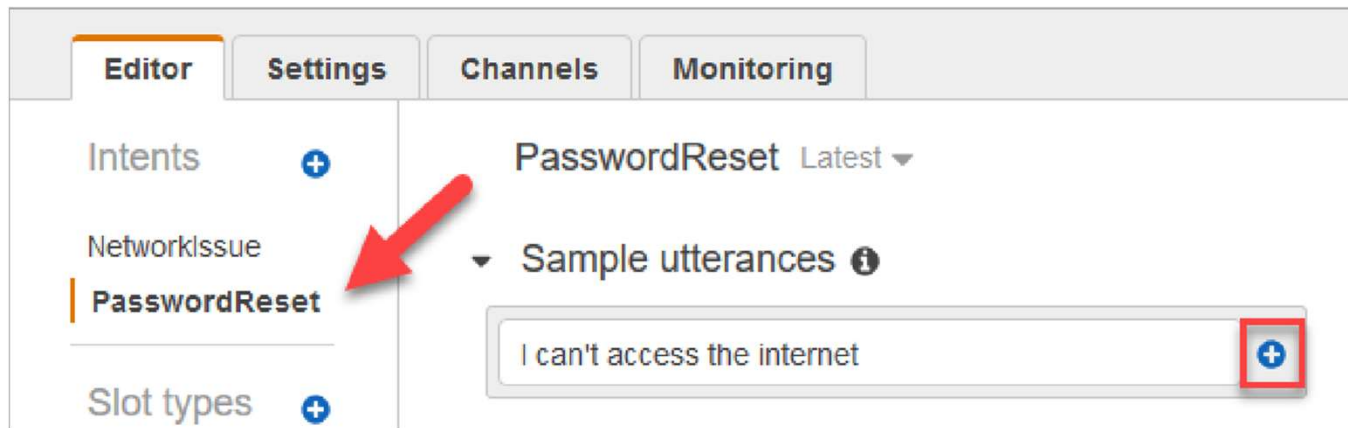 Editor Settings Channels Monitoring
Intents
NetworkIssue
PasswordReset
Slot types
PasswordReset Latest
Sample utterances
I can't access the internet